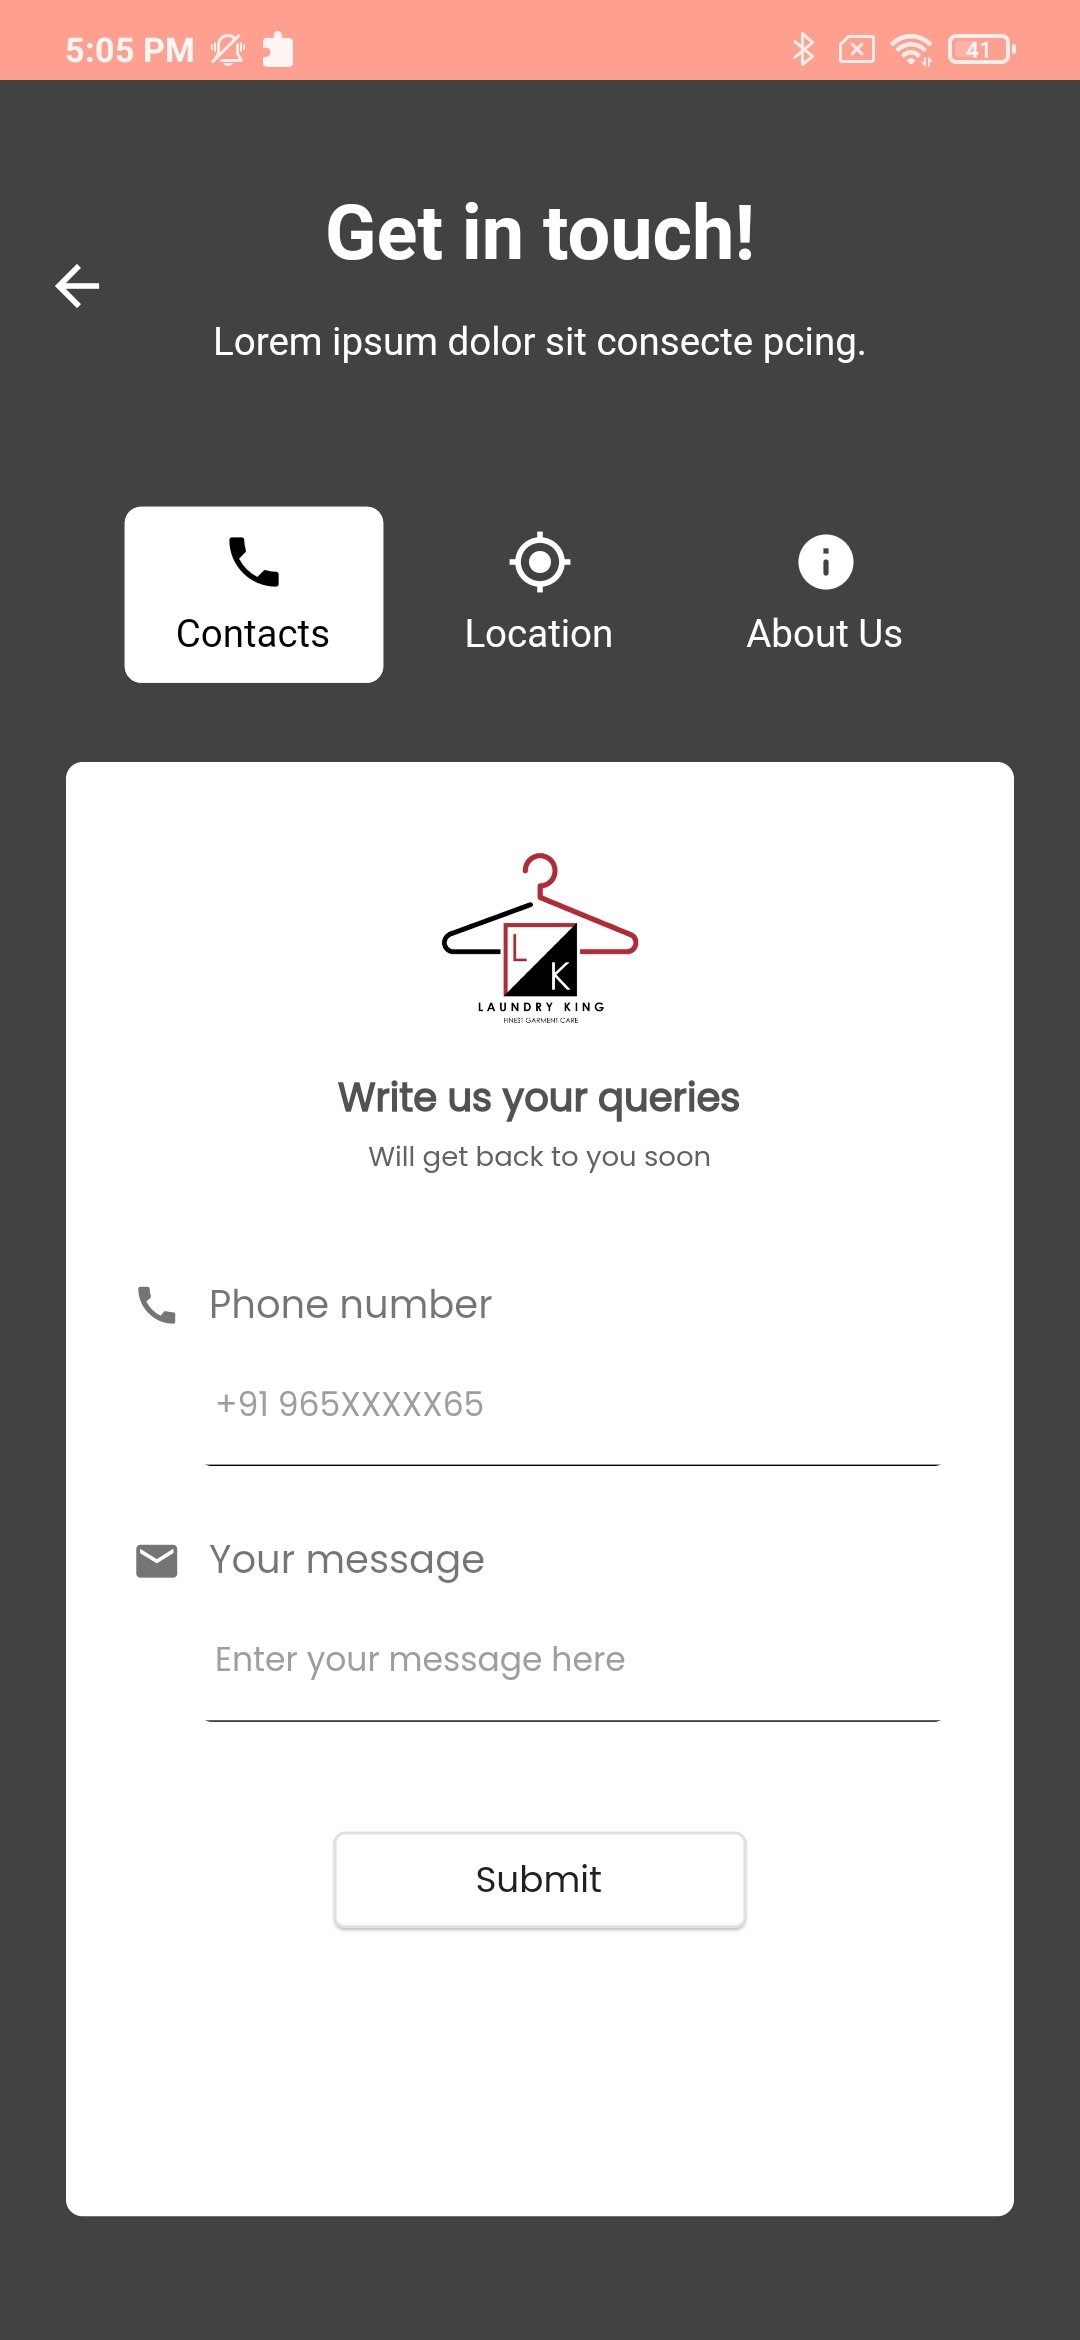 5:05 PM
41
Get in touch!
Lorem ipsum dolor sit consecte pcing.
Contacts
Location
About Us
L
K
LAUNDRY KING
FINEST GARMENT CARE
Write us your queries
Will get back to you soon
Phone number
+91 965XXXXX65
Your message
Enter your message here
Submit